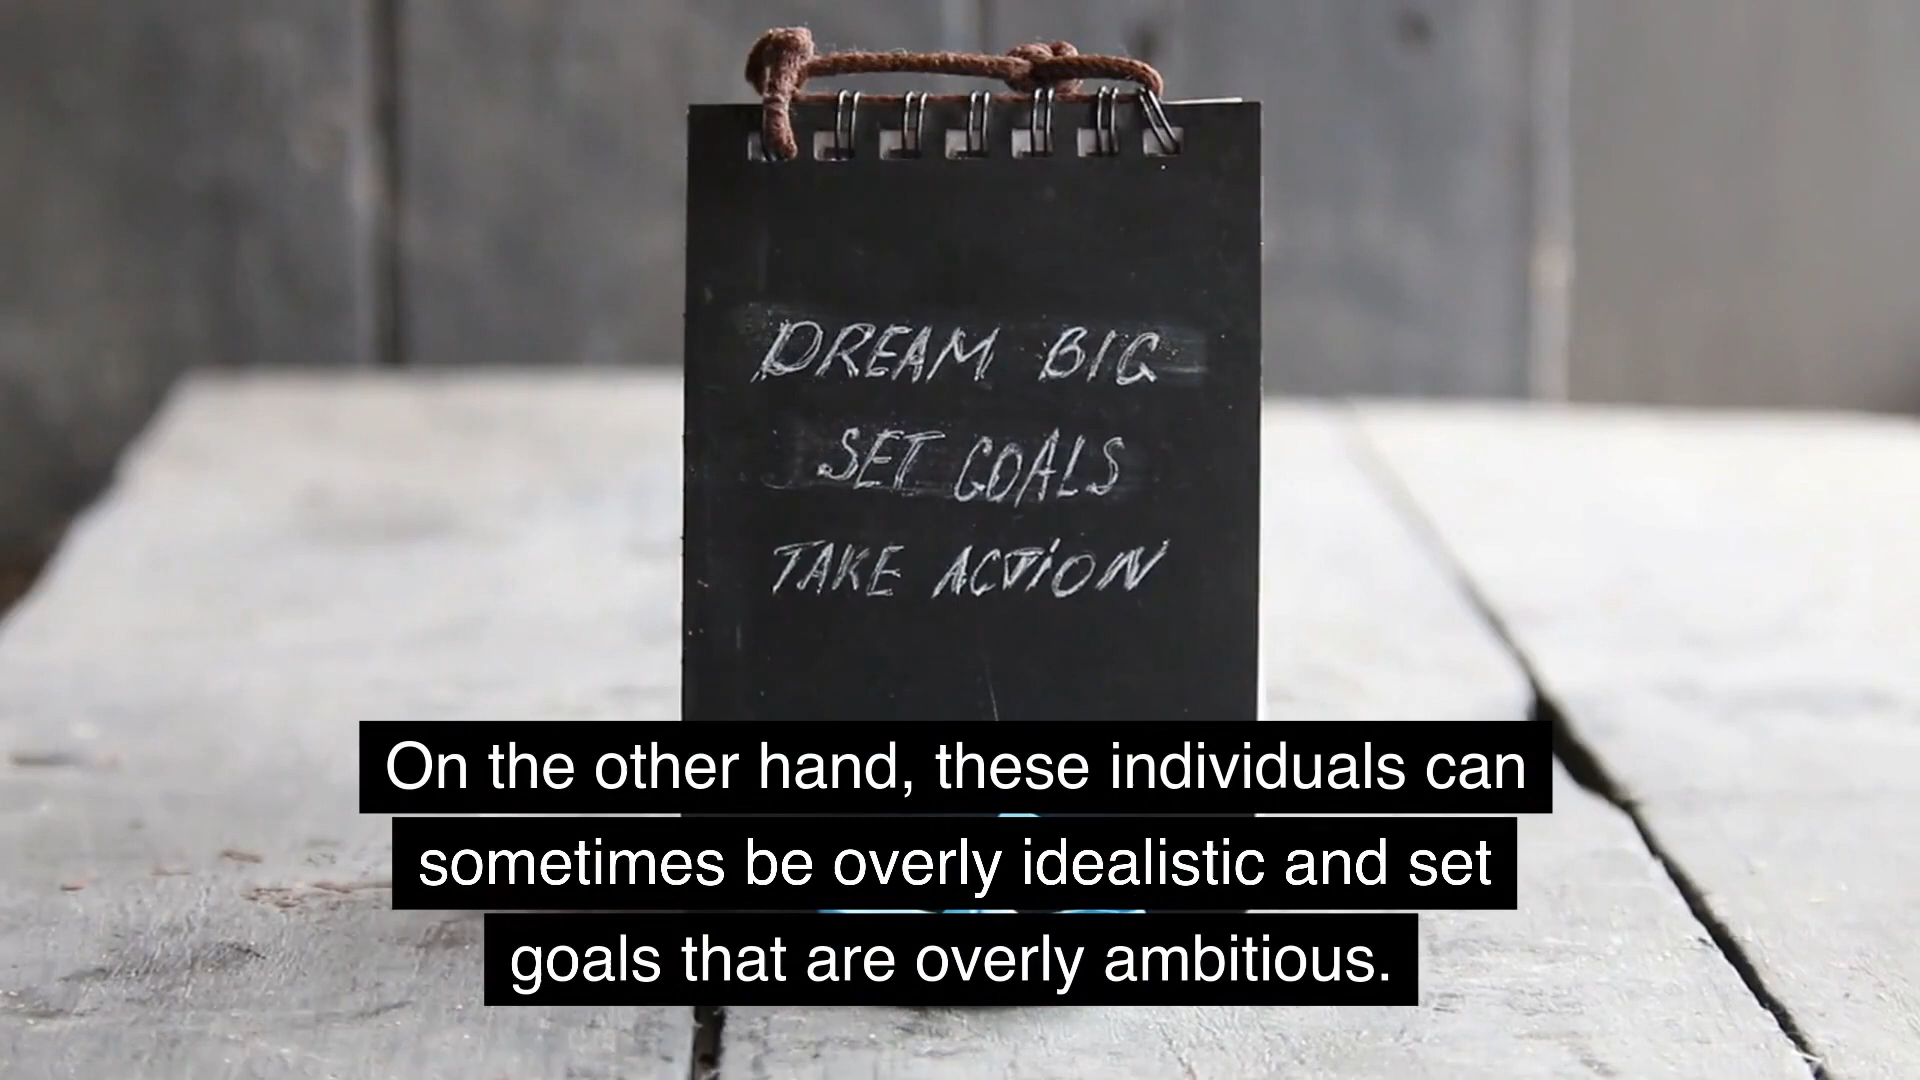 DREAM BIG
SET GOALS
TAKE ACTION
On the other hand, these individuals can
sometimes be overly idealistic and set
goals that are overly ambitious.